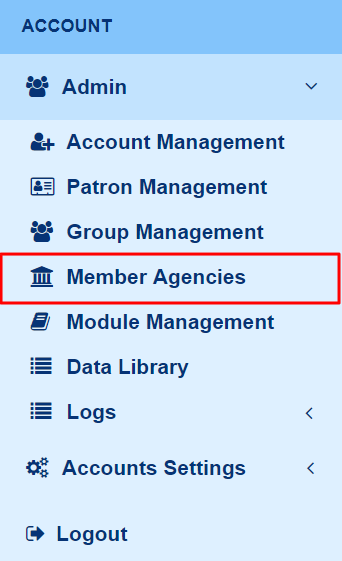 ACCOUNT
Admin
Account Management
Patron Management
Group Management
Member Agencies
Module Management
Data Library
Logs
Accounts Settings
Logout